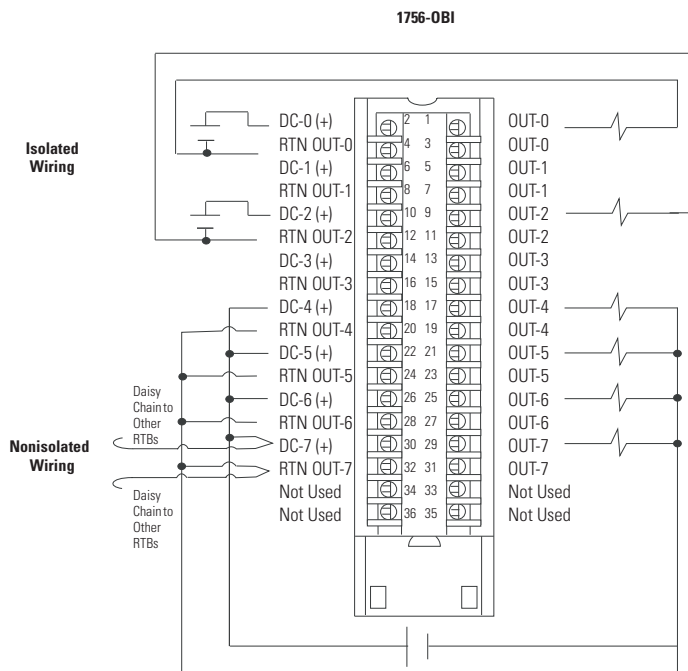 1756-OBI
Isolated
Wiring
DC-0 (+) 2 1 OUT-0
RTN OUT-0 4 3 OUT-0
DC-1 (+) 6 5 OUT-1
RTN OUT-1 8 7 OUT-1
DC-2 (+) 10 9 OUT-2
RTN OUT-2 12 11 OUT-2
DC-3 (+) 14 13 OUT-3
RTN OUT-3 16 15 OUT-3
DC-4 (+) 18 17 OUT-4
RTN OUT-4 20 19 OUT-4
DC-5 (+) 22 21 OUT-5
RTN OUT-5 24 23 OUT-5
DC-6 (+) 26 25 OUT-6
RTN OUT-6 28 27 OUT-6
DC-7 (+) 30 29 OUT-7
RTN OUT-7 32 31 OUT-7
Not Used 34 33 Not Used
Not Used 36 35 Not Used
Daisy
Chain to
Other
RTBs
Nonisolated
Wiring
Daisy
Chain to
Other
RTBs